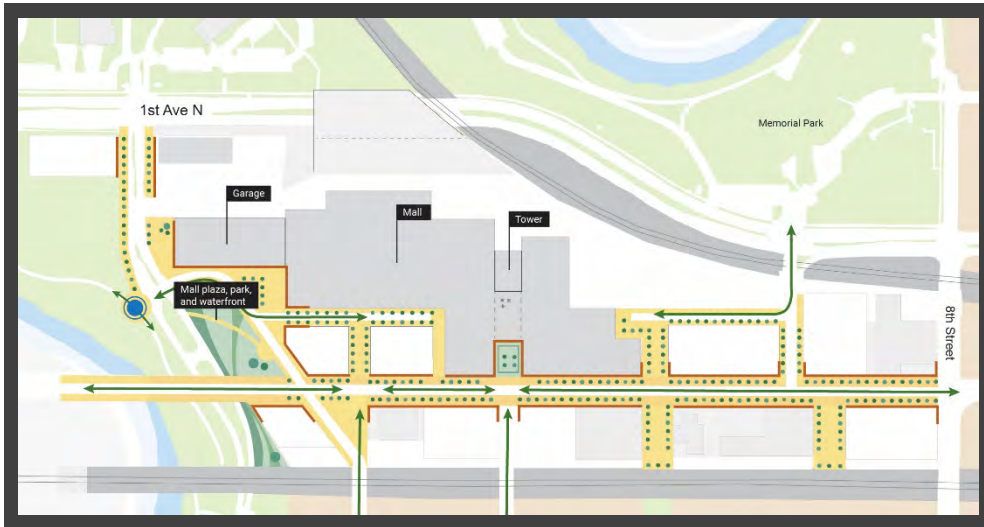 1st Ave N
Memorial Park
Garage
Mall
Tower
Mall plaza, park,
and waterfront
8th Street